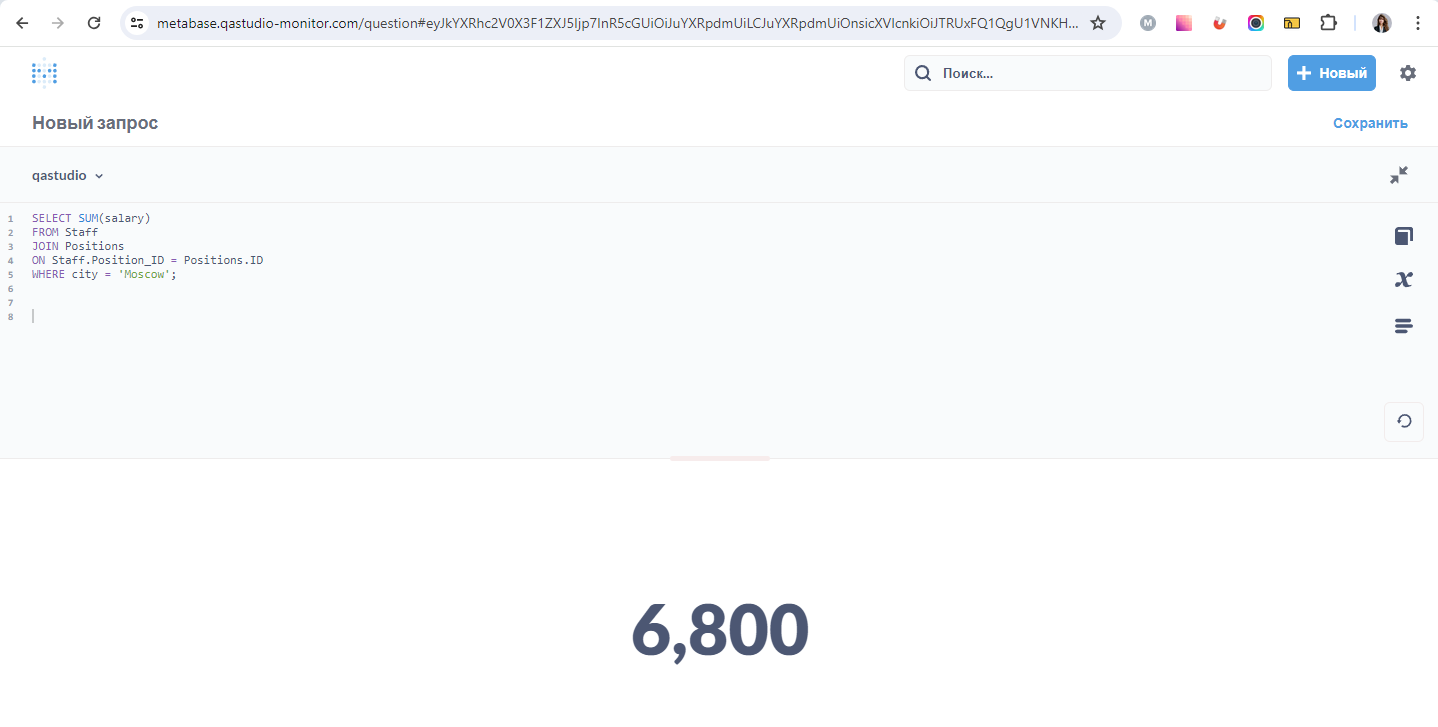 metabase.qastudio-monitor.com/question#eyJkYXRhc2V0X3F1ZXJ5Ijp7InR5cGUiOiJuYXRpdmUiLCJuYXRpdmUiOnsicXVlcnkiOiJTRUxFQ1QgU1VNKH...
M
Поиск...
Новый
Новый запрос
Сохранить
qastudio
1 SELECT SUM(salary)
2 FROM Staff
3 JOIN Positions
4 ON Staff.Position_ID = Positions.ID
5 WHERE city = 'Moscow';
6
7
8
x
6,800